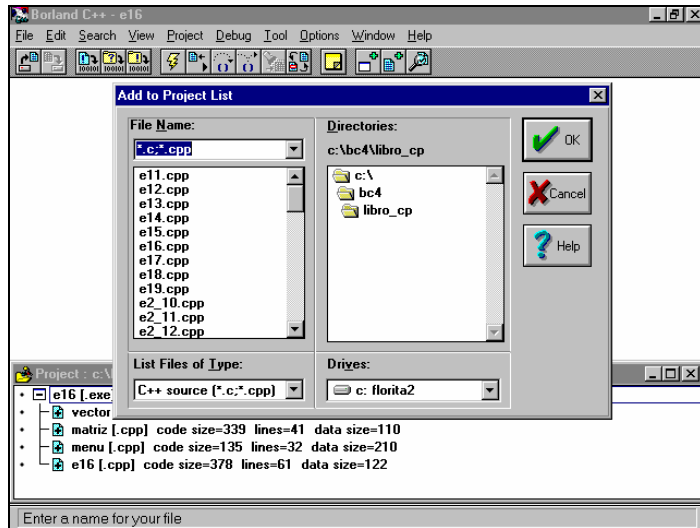 Borland C++ - e16
File Edit Search View Project Debug Tool Options Window Help
Add to Project List
File Name:
*.c;*.cpp
e11.cpp
e12.cpp
e13.cpp
e14.cpp
e15.cpp
e16.cpp
e17.cpp
e18.cpp
e19.cpp
e2_10.cpp
e2_11.cpp
e2_12.cpp
List Files of Type:
C++ source (*.c;*.cpp)
Directories:
c:\bc4\libro_cp
c:\
bc4
libro_cp
Drives:
c: florita2
OK
Cancel
Help
Project : c:\
e16 [.exe]
vector
matriz [.cpp] code size=339 lines=41 data size=110
menu [.cpp] code size=135 lines=32 data size=210
e16 [.cpp] code size=378 lines=61 data size=122
Enter a name for your file